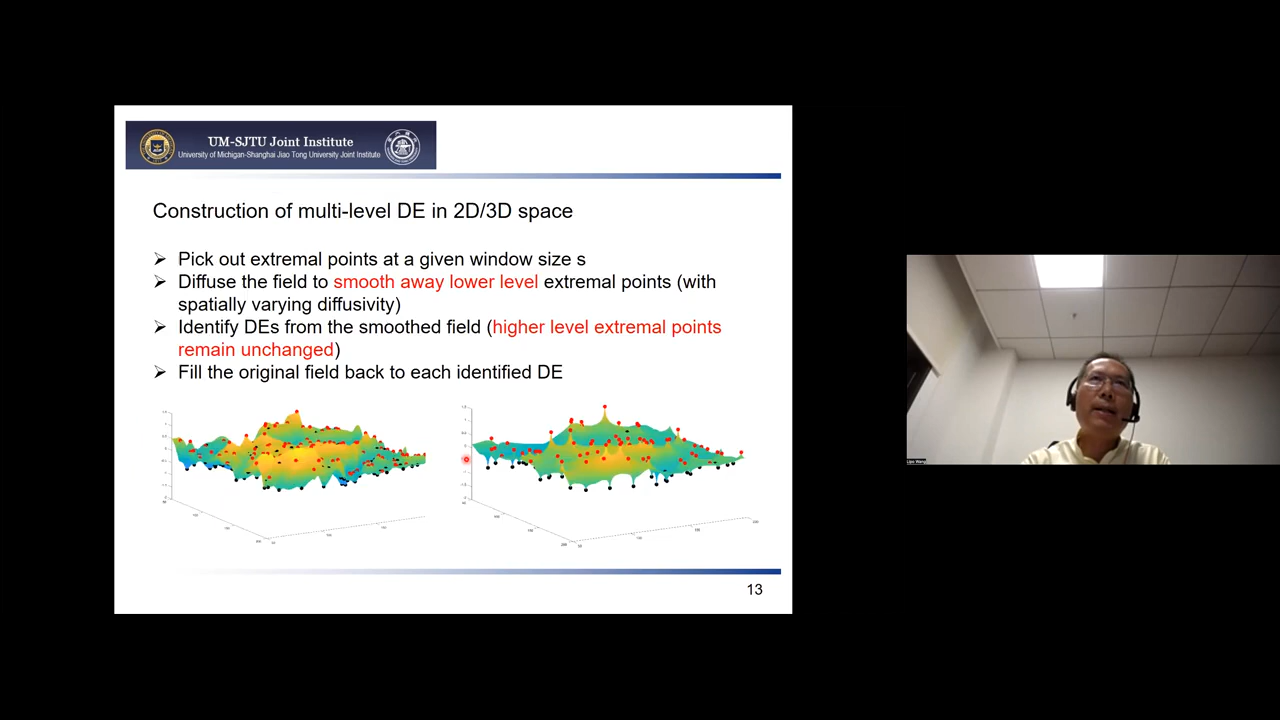 UM-SJTU Joint Institute
University of Michigan-Shanghai Jiao Tong University Joint Institute
Construction of multi-level DE in 2D/3D space
➢ Pick out extremal points at a given window size s
➢ Diffuse the field to smooth away lower level extremal points (with
spatially varying diffusivity)
➢ Identify DEs from the smoothed field (higher level extremal points
remain unchanged)
➢ Fill the original field back to each identified DE
13
Lipo Wang